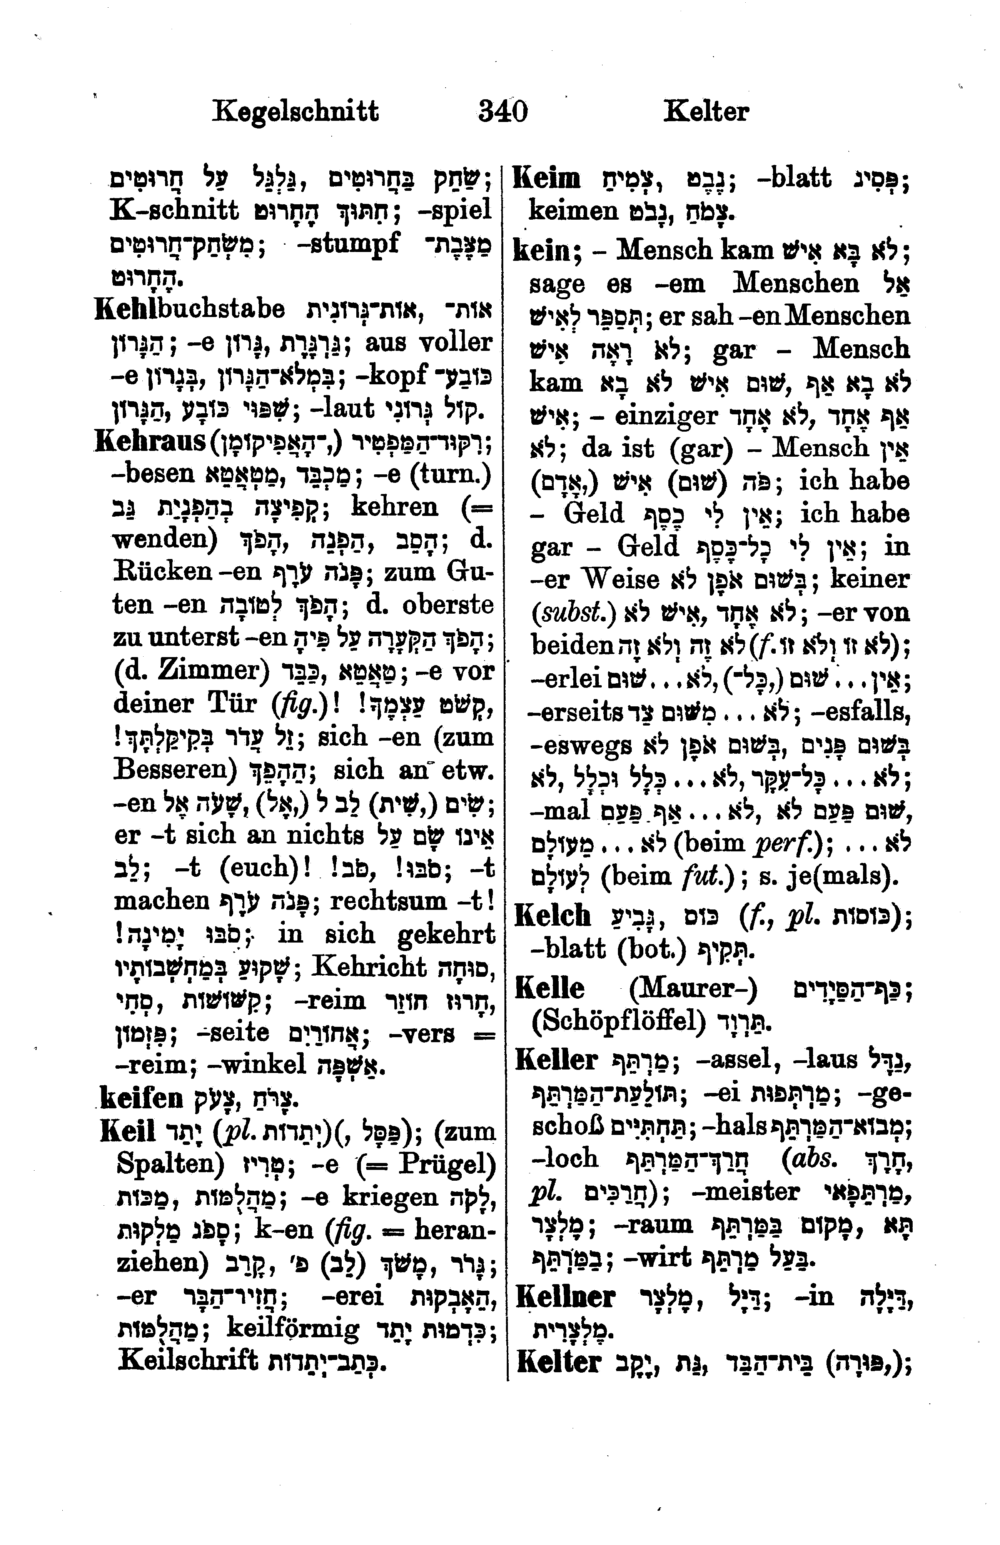 Kegelschnitt 340 Kelter
שִׂחֵק בַּחֲרוּטִים, גִּלְגֵּל עַל חֲרוּטִים;
K-schnitt חִתּוּךְ הֶחָרוּט; -spiel
מִשְׂחַק־חֲרוּטִים; -stumpf מַצֶּבֶת־
הֶחָרוּט.
Kehlbuchstabe אוֹת־גְּרוֹנִית, אוֹת־
הַגָּרוֹן; -e גָּרוֹן, גַּרְגֶּרֶת; aus voller
-e בְּגָרוֹן, בִּמְלֹא־הַגָּרוֹן; -kopf כּוֹבַע־
הַגָּרוֹן, שִׁפּוּי כּוֹבַע; -laut קוֹל גְּרוֹנִי.
Kehraus (הָאֲפִיקוֹמָן־,) רִקּוּד־הַמַּפְטִיר;
-besen מַכְבֵּד, מַטְאֲטֵא; -e (turn.)
קְפִיצָה בְהַפְנָיַת גַּב; kehren (=
wenden) הָסֵב, הַפְנֵה, הָפֹךְ; d.
Rücken -en פָּנֹה עֹרֶף; zum Gu-
ten -en הָפֹךְ לְטוֹבָה; d. oberste
zu unterst -en הָפֹךְ הַקְּעָרָה עַל פִּיהָ;
(d. Zimmer) כַּבֵּד, טַאְטֵא; -e vor
deiner Tür (fig.)! קְשֹׁט עַצְמֶךָ!,
זַל עֲדֹר בְּקִיקַלְתְּךָ!; sich -en (zum
Besseren) הֵהָפֵךְ; sich an etw.
-en שִׂים (שִׁית,) לֵב לְ (אֶל,), שָׁעֹה אֶל;
er -t sich an nichts אֵינוֹ שָׂם עַל
לֵב; -t (euch)! סֹבּוּ!, סֹב!; -t
machen פָּנֹה עֹרֶף; rechtsum -t!
סֹבּוּ יָמִינָה!; in sich gekehrt
שָׁקוּעַ בְּמַחְשְׁבוֹתָיו; Kehricht סוּחָה,
סְחִי, קְשׁוֹשׁוֹת; -reim חָרוּז חוֹזֵר,
פִּזְמוֹן; -seite אֲחוֹרַיִם; -vers =
-reim; -winkel אַשְׁפָּה.
keifen צָרֹחַ, צָעֹק.
Keil יָתֵד (pl. יְתֵדוֹת)(, פַּסָּל); (zum
Spalten) טְרִיז; -e (= Prügel)
מַהֲלֻמּוֹת, מַכּוֹת; -e kriegen לָקֹה,
סָפֹג מַלְקוּת; k-en (fig. = heran-
ziehen) קָרֵב, פ׳ (לֵב) מָשֹׁךְ, גָּרֹר;
-er חֲזִיר־הַבָּר; -erei הֵאָבְקוּת,
מַהֲלֻמוֹת; keilförmig כִּדְמוּת יָתֵד;
Keilschrift כְּתַב־יְתֵדוֹת.
Keim נֶבֶט, צֶמִיחַ; -blatt פְּסִיג;
keimen נָבֹט, צָמֹחַ.
kein; – Mensch kam לֹא בָּא אִישׁ;
sage es -em Menschen אַל
תְּסַפֵּר לְאִישׁ; er sah -en Menschen
לֹא רָאָה אִישׁ; gar – Mensch
kam לֹא בָא אַף, שׁוּם אִישׁ לֹא בָא
אִישׁ; – einziger אַף אֶחָד, לֹא אֶחָד
לֹא; da ist (gar) – Mensch אֵין
פֹּה (שׁוּם) אִישׁ (אָדָם,); ich habe
– Geld אֵין לִי כֶסֶף; ich habe
gar – Geld אֵין לִי כָל־כֶּסֶף; in
-er Weise בְּשׁוּם אֹפֶן לֹא; keiner
(subst.) לֹא אֶחָד, אִישׁ לֹא; -er von
beiden לֹא זֶה וְלֹא זֶה (f. לֹא זוֹ וְלֹא זוֹ);
-erlei אֵין... שׁוּם (כָּל־,), לֹא... שׁוּם;
-erseits לֹא... מִשּׁוּם צַד; -esfalls,
-eswegs בְּשׁוּם פָּנִים, בְּשׁוּם אֹפֶן לֹא
לֹא... כָּל־עִקָּר, לֹא... כְּלָל וּכְלָל, לֹא;
-mal שׁוּם פַּעַם לֹא, לֹא... אַף פַּעַם,
לֹא... מֵעוֹלָם (beim perf.); לֹא...
לְעוֹלָם (beim fut.); s. je(mals).
Kelch גָּבִיעַ, כּוֹס (f., pl. כּוֹסוֹת);
-blatt (bot.) תְּקִיף.
Kelle (Maurer-) כַּף־הַסַּיָּדִים;
(Schöpflöffel) תַּרְוָד.
Keller מַרְתֵּף; -assel, -laus נַדָּל,
תּוֹלַעַת־הַמַּרְתֵּף; -ei מַרְתְּפוּת; -ge-
schoß תַּחְתִּיִּים; -hals מְבוֹא־הַמַּרְתֵּף;
-loch חֲרַךְ־הַמַּרְתֵּף (abs. חָרָךְ,
pl. חֲרַכִּים); -meister מַרְתְּפַאי,
מֶלְצָר; -raum תָּא, מָקוֹם בַּמַּרְתֵּף
בַּמַּרְתֵּף; -wirt בַּעַל מַרְתֵּף.
Kellner דַּיָּל, מֶלְצָר; -in דַּיֶּלֶה,
מֶלְצָרִית.
Kelter יֶקֶב, גַּת, בֵּית־הַבַּד (פּוּרָה,);